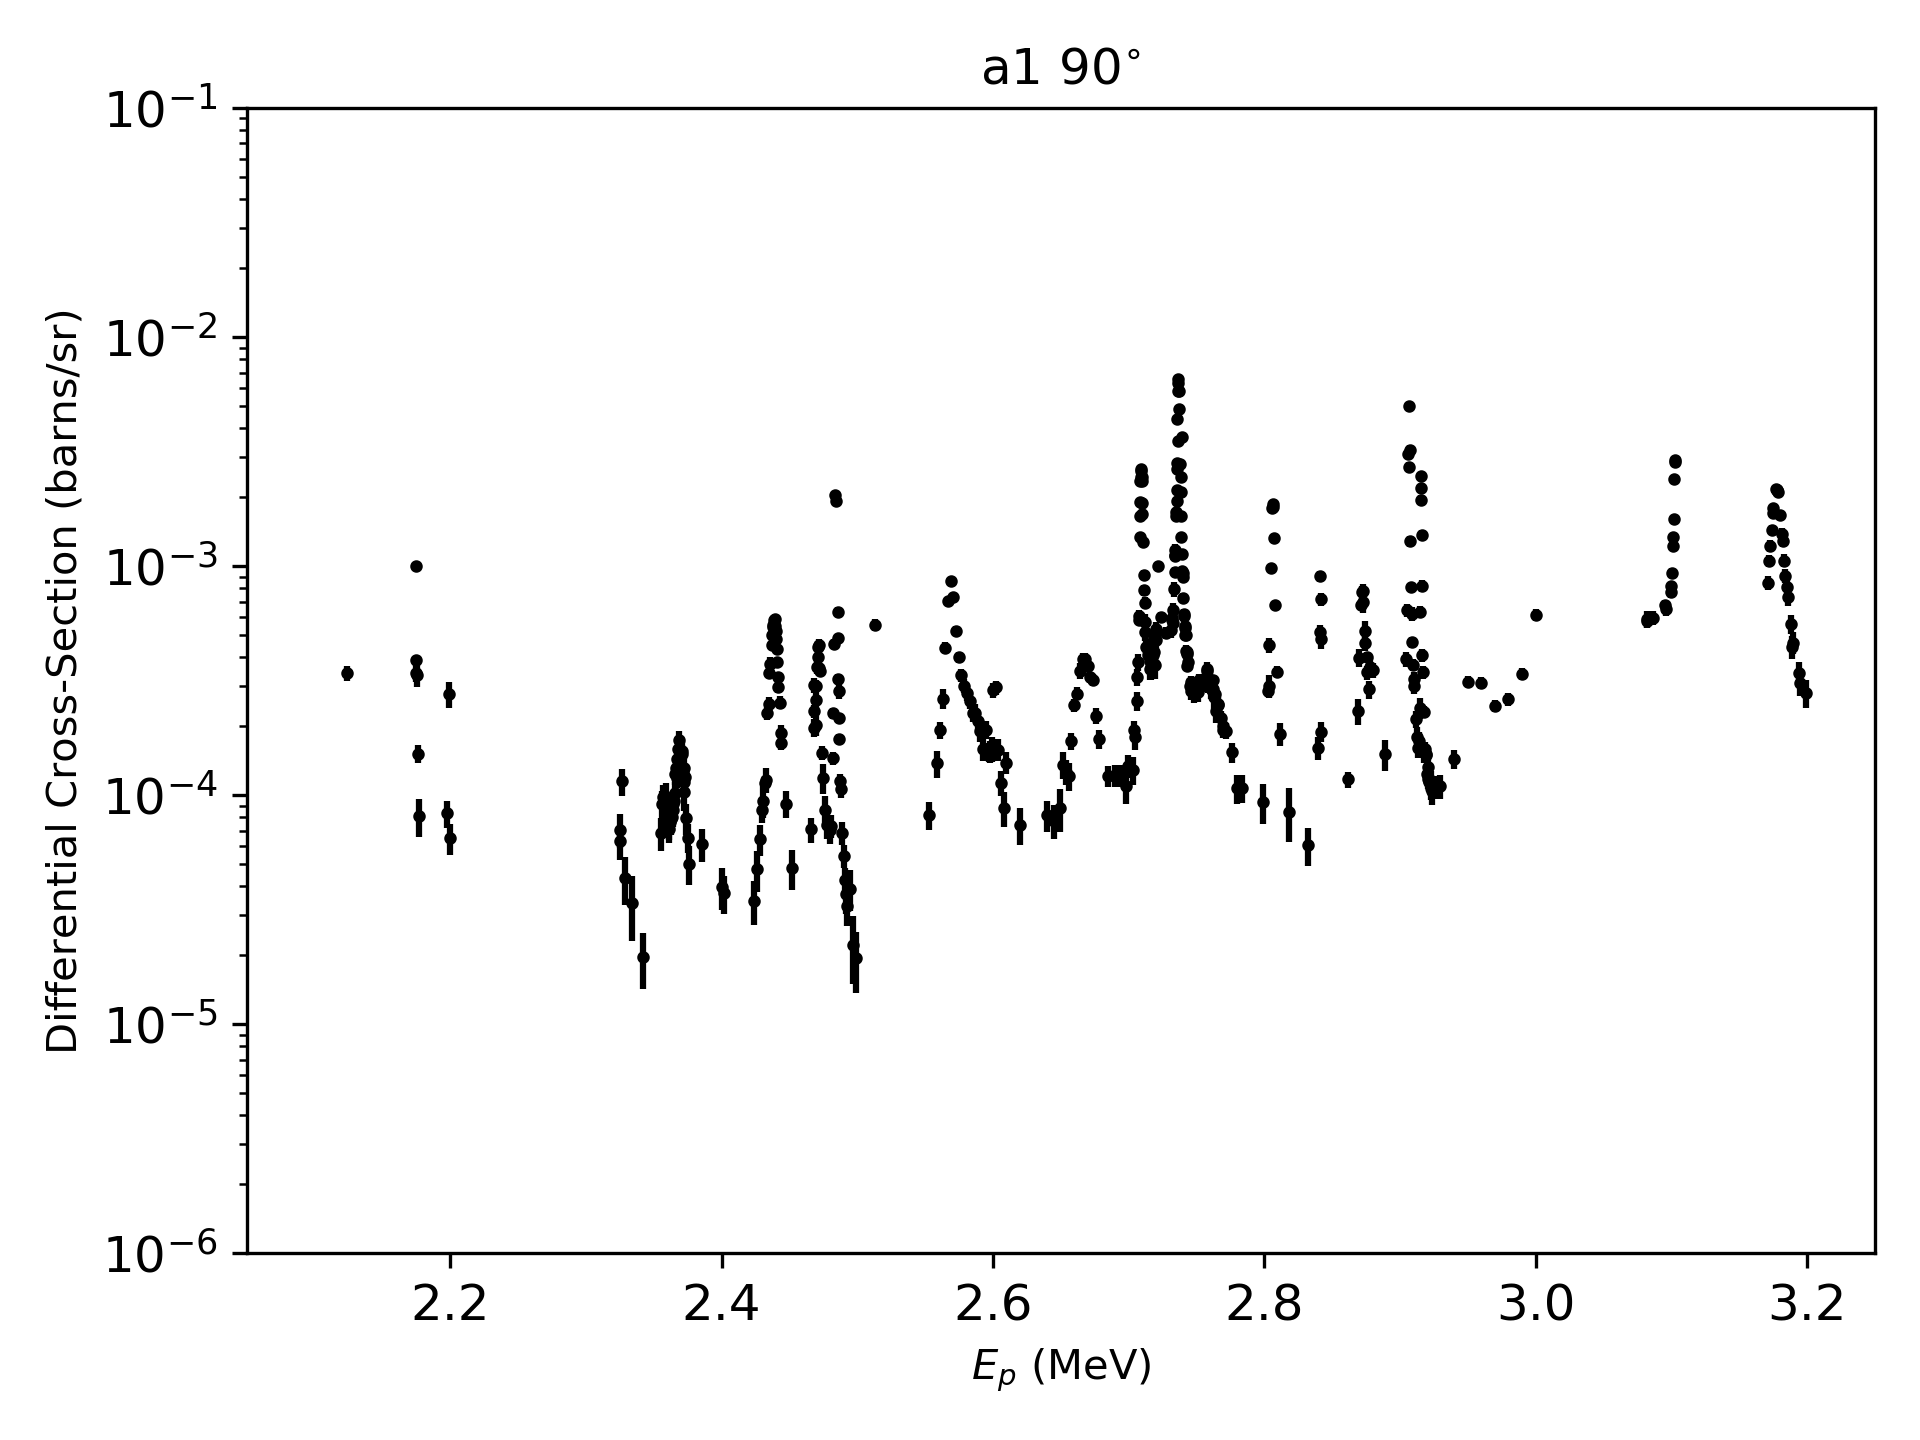 a1 90°
10⁻¹
10⁻²
10⁻³
10⁻⁴
10⁻⁵
10⁻⁶
Differential Cross-Section (barns/sr)
2.2 2.4 2.6 2.8 3.0 3.2
Eₚ (MeV)